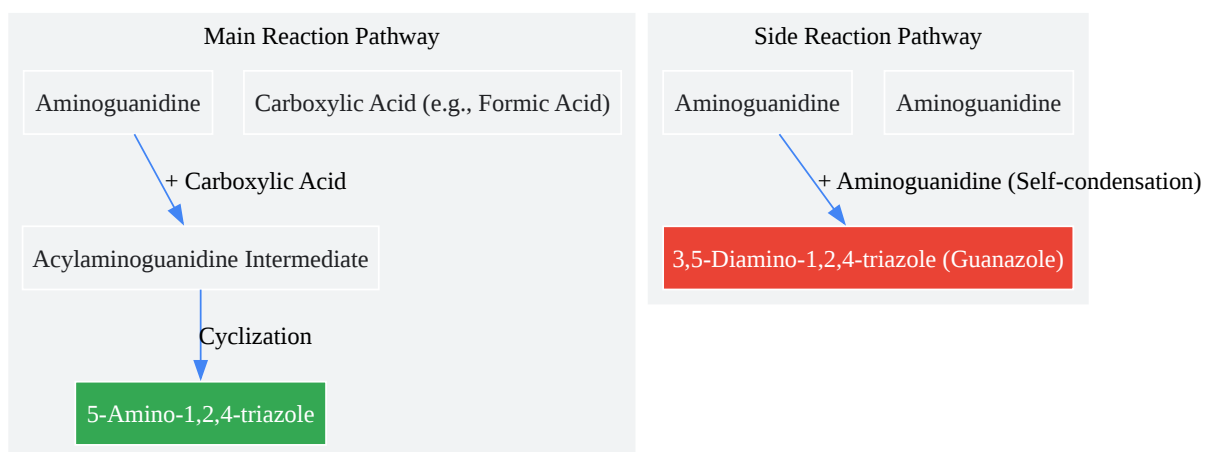 Main Reaction Pathway
Aminoguanidine
Carboxylic Acid (e.g., Formic Acid)
+ Carboxylic Acid
Acylaminoguanidine Intermediate
Cyclization
5-Amino-1,2,4-triazole
Side Reaction Pathway
Aminoguanidine
Aminoguanidine
+ Aminoguanidine (Self-condensation)
3,5-Diamino-1,2,4-triazole (Guanazole)